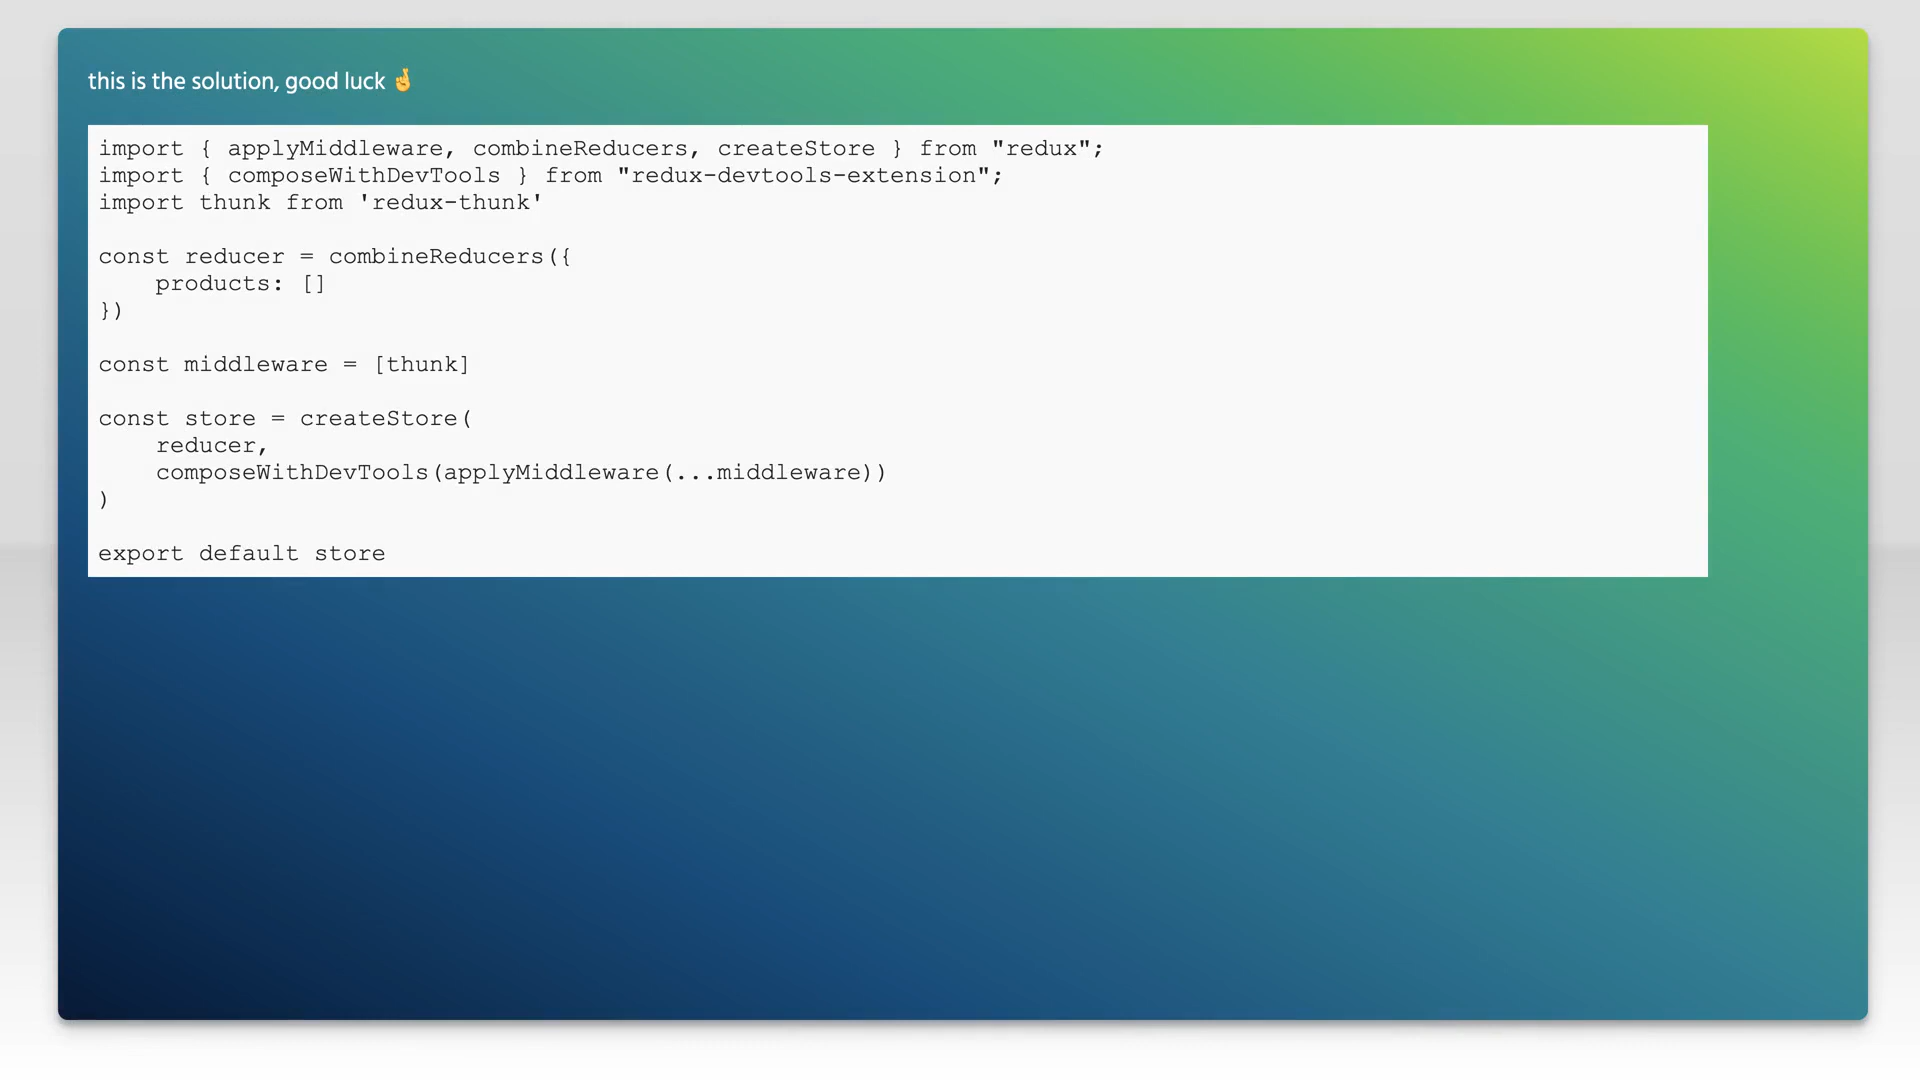 this is the solution, good luck 🤞
import { applyMiddleware, combineReducers, createStore } from "redux";
import { composeWithDevTools } from "redux-devtools-extension";
import thunk from 'redux-thunk'

const reducer = combineReducers({
    products: []
})

const middleware = [thunk]

const store = createStore(
    reducer,
    composeWithDevTools(applyMiddleware(...middleware))
)

export default store